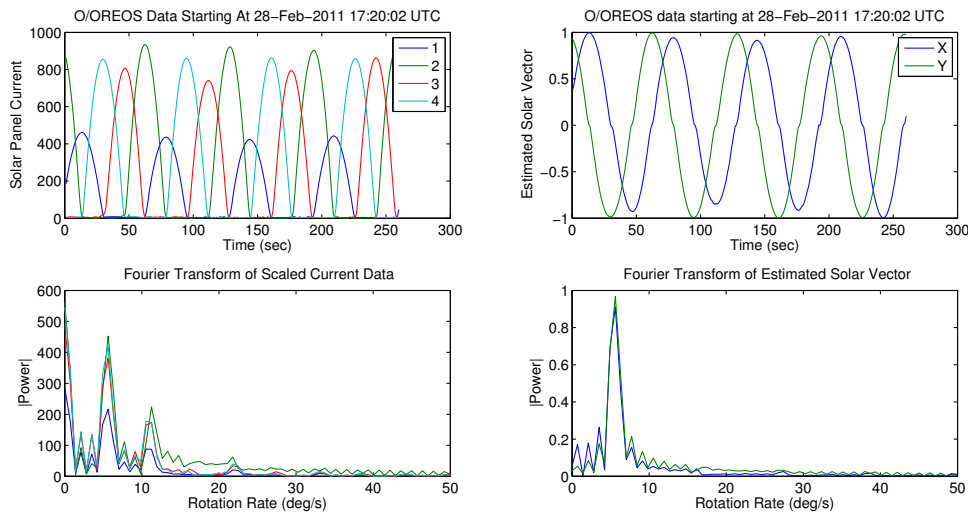 O/OREOS Data Starting At 28-Feb-2011 17:20:02 UTC
Solar Panel Current
1000
800
600
400
200
0
0 50 100 150 200 250 300
Time (sec)
1
2
3
4
O/OREOS data starting at 28-Feb-2011 17:20:02 UTC
Estimated Solar Vector
1
0.5
0
−0.5
−1
0 50 100 150 200 250 300
Time (sec)
X
Y
Fourier Transform of Scaled Current Data
|Power|
600
500
400
300
200
100
0
0 10 20 30 40 50
Rotation Rate (deg/s)
Fourier Transform of Estimated Solar Vector
|Power|
1
0.8
0.6
0.4
0.2
0
0 10 20 30 40 50
Rotation Rate (deg/s)